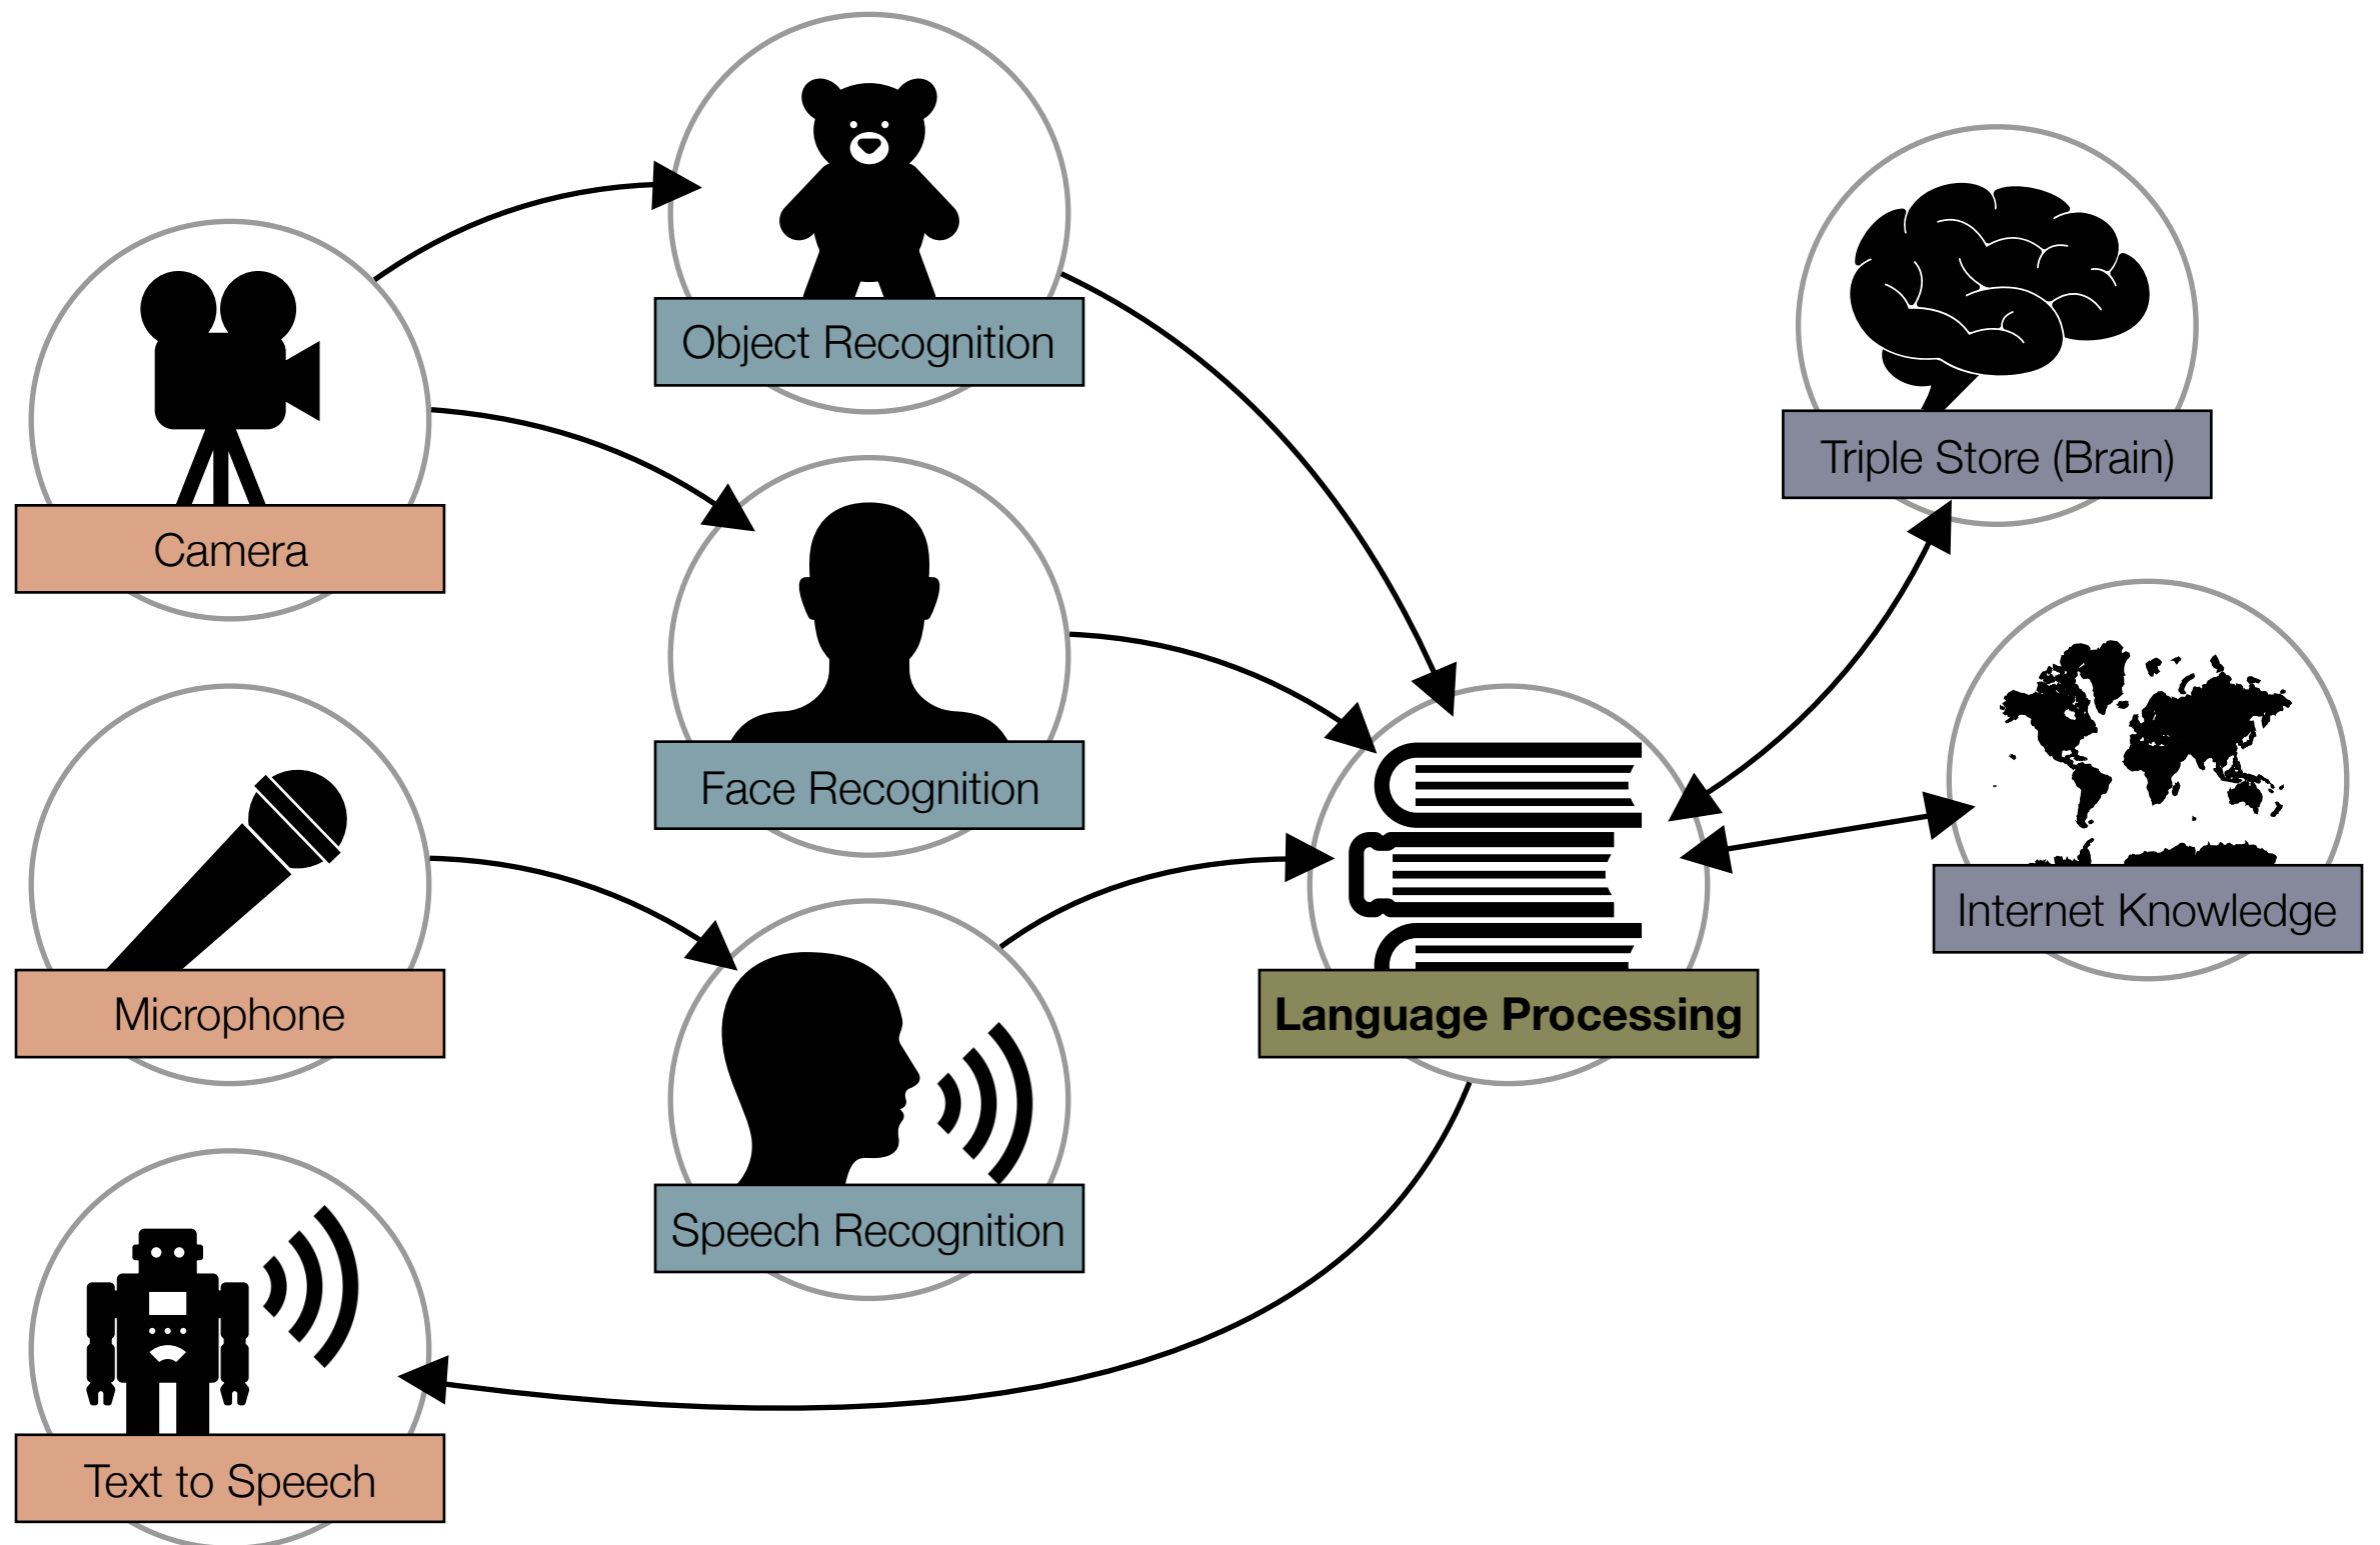 Object Recognition
Triple Store (Brain)
Camera
Face Recognition
Internet Knowledge
Microphone
Language Processing
Speech Recognition
Text to Speech